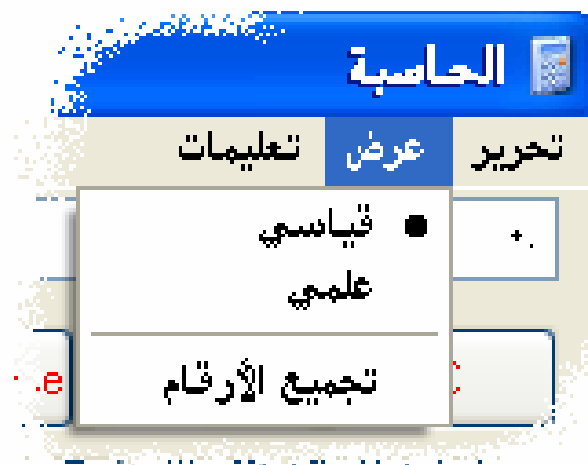 الحاسبة
تحرير عرض تعليمات
قياسي
علمي
تجميع الأرقام